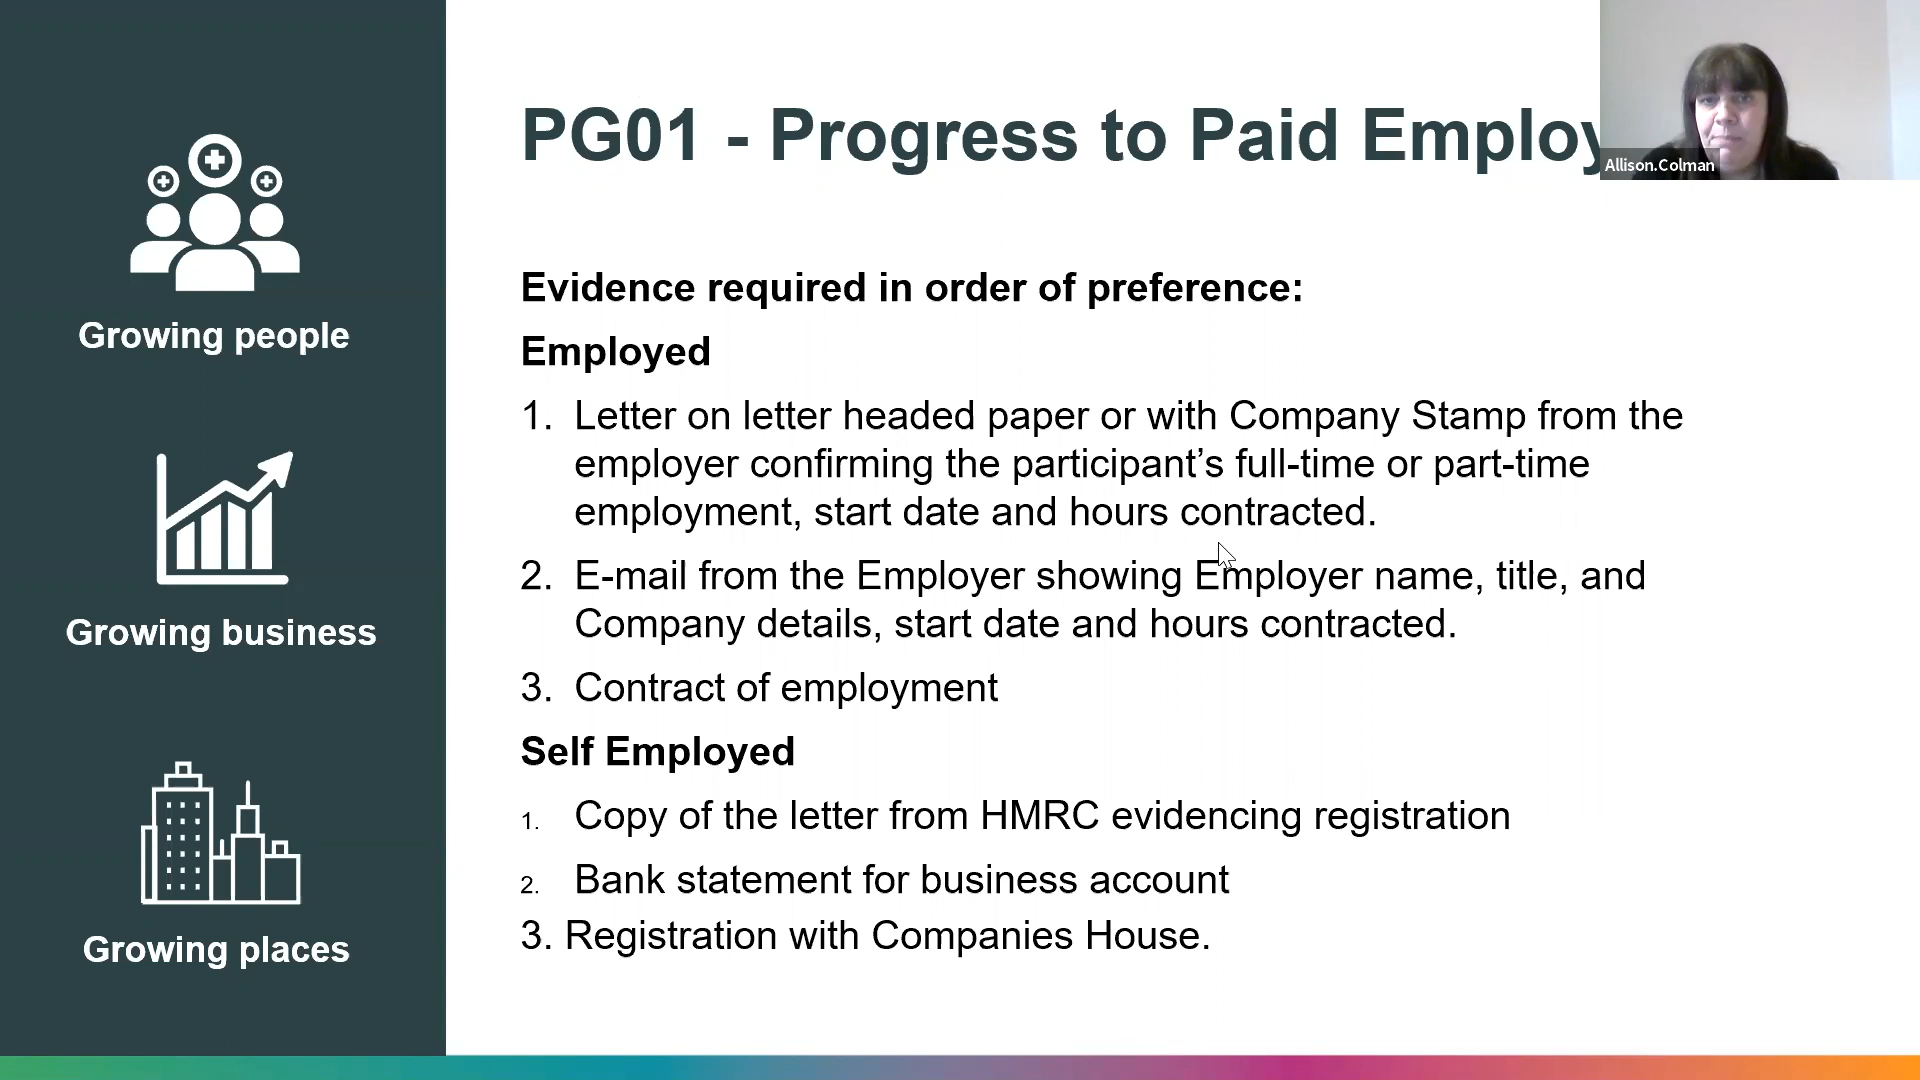 PG01 - Progress to Paid Employ
Allison.Colman
Growing people
Growing business
Growing places
Evidence required in order of preference:
Employed
1. Letter on letter headed paper or with Company Stamp from the
employer confirming the participant’s full-time or part-time
employment, start date and hours contracted.
2. E-mail from the Employer showing Employer name, title, and
Company details, start date and hours contracted.
3. Contract of employment
Self Employed
1. Copy of the letter from HMRC evidencing registration
2. Bank statement for business account
3. Registration with Companies House.